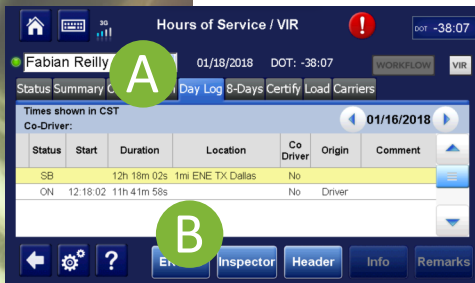 3G
Hours of Service / VIR
!
DOT -38:07
Fabian Reilly
A
01/18/2018 DOT: -38:07
WORKFLOW
VIR
Status Summary Day Log 8-Days Certify Load Carriers
Times shown in CST
Co-Driver:
01/16/2018
Status Start Duration Location Co Driver Origin Comment
SB 12h 18m 02s 1mi ENE TX Dallas No
ON 12:18:02 11h 41m 58s No Driver
B
? Inspector Header Info Remarks